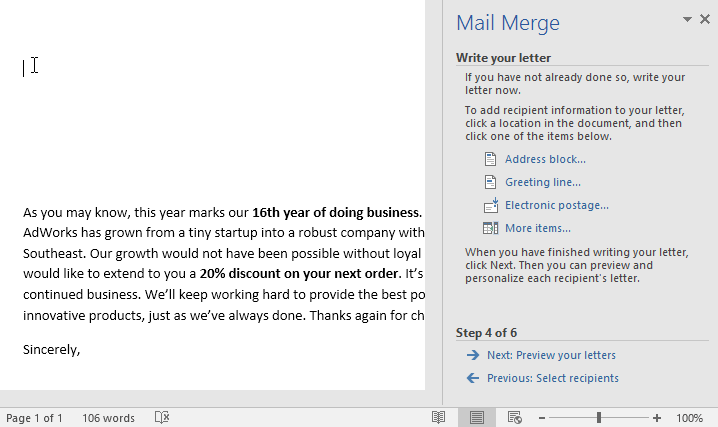 As you may know, this year marks our 16th year of doing business.
AdWorks has grown from a tiny startup into a robust company with
Southeast. Our growth would not have been possible without loyal
would like to extend to you a 20% discount on your next order. It's
continued business. We'll keep working hard to provide the best po
innovative products, just as we've always done. Thanks again for ch
Sincerely,
Mail Merge
Write your letter
If you have not already done so, write your
letter now.
To add recipient information to your letter,
click a location in the document, and then
click one of the items below.
Address block...
Greeting line...
Electronic postage...
More items...
When you have finished writing your letter,
click Next. Then you can preview and
personalize each recipient's letter.
Step 4 of 6
Next: Preview your letters
Previous: Select recipients
Page 1 of 1 106 words 100%